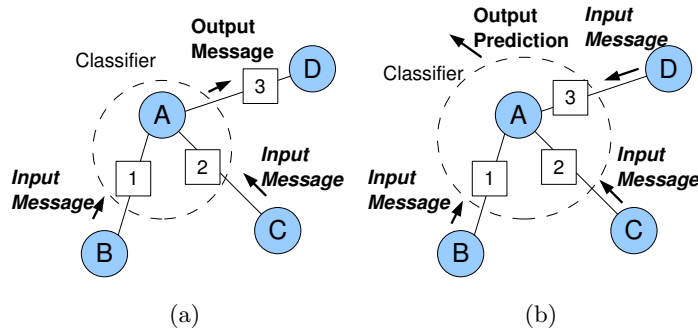 Output
Message
Classifier
D
3
A
1
2
Input
Message
Input
Message
B
C
(a)
Output
Prediction
Input
Message
Classifier
D
3
A
1
2
Input
Message
Input
Message
B
C
(b)